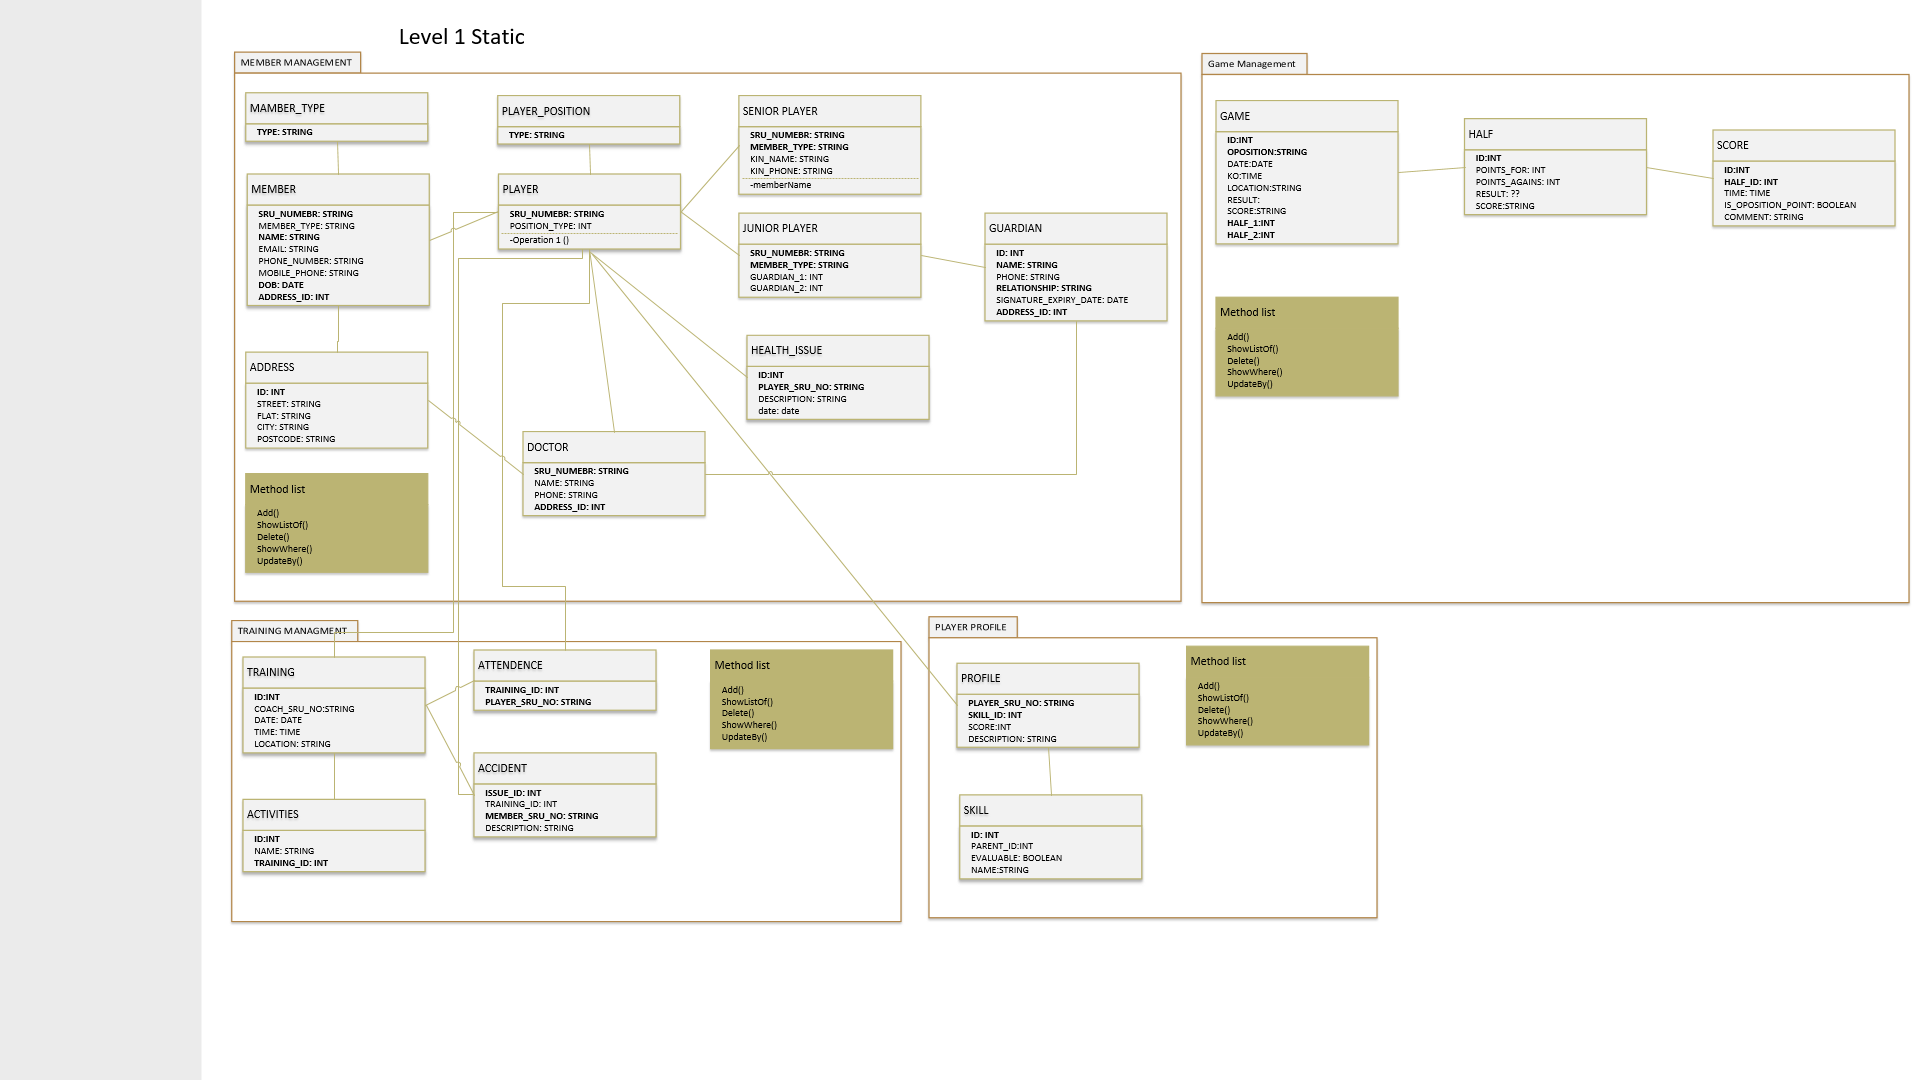 Level 1 Static
MEMBER MANAGEMENT
MAMBER_TYPE
TYPE: STRING
MEMBER
SRU_NUMEBR: STRING
MEMBER_TYPE: STRING
NAME: STRING
EMAIL: STRING
PHONE_NUMBER: STRING
MOBILE_PHONE: STRING
DOB: DATE
ADDRESS_ID: INT
ADDRESS
ID: INT
STREET: STRING
FLAT: STRING
CITY: STRING
POSTCODE: STRING
Method list
Add()
ShowListOf()
Delete()
ShowWhere()
UpdateBy()
PLAYER_POSITION
TYPE: STRING
PLAYER
SRU_NUMEBR: STRING
POSITION_TYPE: INT
-Operation 1 ()
SENIOR PLAYER
SRU_NUMEBR: STRING
MEMBER_TYPE: STRING
KIN_NAME: STRING
KIN_PHONE: STRING
-memberName
JUNIOR PLAYER
SRU_NUMEBR: STRING
MEMBER_TYPE: STRING
GUARDIAN_1: INT
GUARDIAN_2: INT
GUARDIAN
ID: INT
NAME: STRING
PHONE: STRING
RELATIONSHIP: STRING
SIGNATURE_EXPIRY_DATE: DATE
ADDRESS_ID: INT
HEALTH_ISSUE
ID:INT
PLAYER_SRU_NO: STRING
DESCRIPTION: STRING
date: date
DOCTOR
SRU_NUMEBR: STRING
NAME: STRING
PHONE: STRING
ADDRESS_ID: INT
Game Management
GAME
ID:INT
OPOSITION:STRING
DATE:DATE
KO:TIME
LOCATION:STRING
RESULT:
SCORE:STRING
HALF_1:INT
HALF_2:INT
HALF
ID:INT
POINTS_FOR: INT
POINTS_AGAINS: INT
RESULT: ??
SCORE:STRING
SCORE
ID:INT
HALF_ID: INT
TIME: TIME
IS_OPOSITION_POINT: BOOLEAN
COMMENT: STRING
Method list
Add()
ShowListOf()
Delete()
ShowWhere()
UpdateBy()
TRAINING MANAGMENT
TRAINING
ID:INT
COACH_SRU_NO:STRING
DATE: DATE
TIME: TIME
LOCATION: STRING
ACTIVITIES
ID:INT
NAME: STRING
TRAINING_ID: INT
ATTENDENCE
TRAINING_ID: INT
PLAYER_SRU_NO: STRING
ACCIDENT
ISSUE_ID: INT
TRAINING_ID: INT
MEMBER_SRU_NO: STRING
DESCRIPTION: STRING
Method list
Add()
ShowListOf()
Delete()
ShowWhere()
UpdateBy()
PLAYER PROFILE
PROFILE
PLAYER_SRU_NO: STRING
SKILL_ID: INT
SCORE:INT
DESCRIPTION: STRING
SKILL
ID: INT
PARENT_ID:INT
EVALUABLE: BOOLEAN
NAME:STRING
Method list
Add()
ShowListOf()
Delete()
ShowWhere()
UpdateBy()